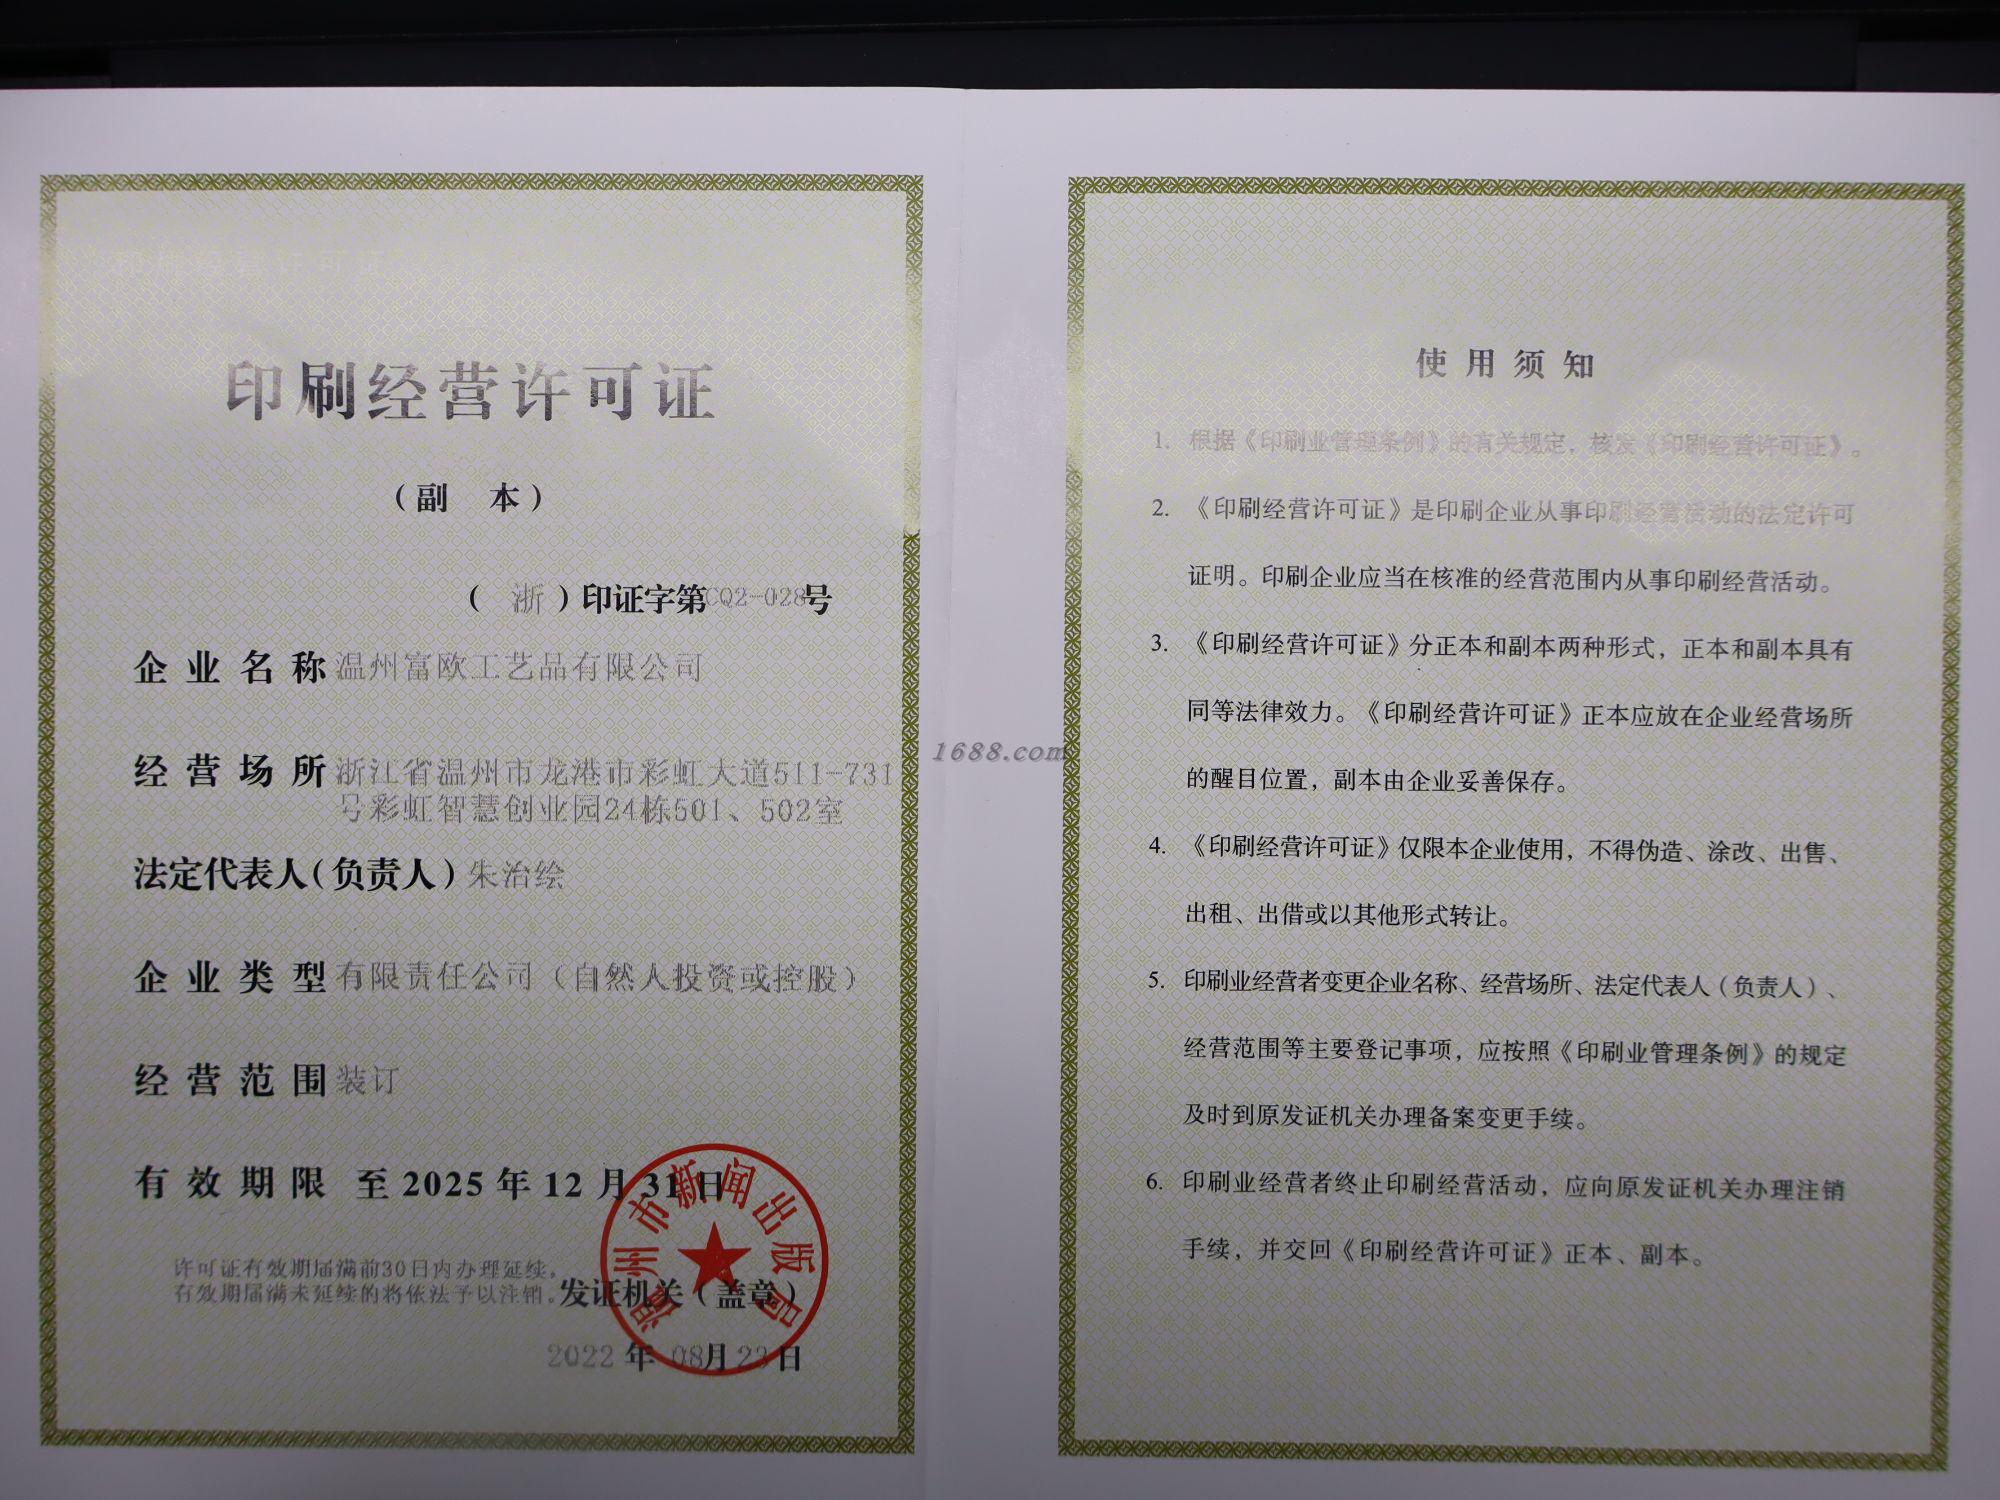 印刷经营许可证
（副 本）
（ 浙 ）印证字第CQ2-028号
企业名称 温州富欧工艺品有限公司
经营场所 浙江省温州市龙港市彩虹大道511-731
号彩虹智慧创业园24栋501、502室
法定代表人（负责人）朱治绘
企业类型 有限责任公司（自然人投资或控股）
经营范围 装订
有效期限 至2025年12月31日
许可证有效期届满前30日内办理延续，
有效期届满未延续的将依法予以注销。
发证机关（盖章）
温州市新闻出版局
2022年08月23日
1688.com
使用须知
1. 根据《印刷业管理条例》的有关规定，核发《印刷经营许可证》。
2. 《印刷经营许可证》是印刷企业从事印刷经营活动的法定许可
证明。印刷企业应当在核准的经营范围内从事印刷经营活动。
3. 《印刷经营许可证》分正本和副本两种形式，正本和副本具有
同等法律效力。《印刷经营许可证》正本应放在企业经营场所
的醒目位置，副本由企业妥善保存。
4. 《印刷经营许可证》仅限本企业使用，不得伪造、涂改、出售、
出租、出借或以其他形式转让。
5. 印刷业经营者变更企业名称、经营场所、法定代表人（负责人）、
经营范围等主要登记事项，应按照《印刷业管理条例》的规定
及时到原发证机关办理备案变更手续。
6. 印刷业经营者终止印刷经营活动，应向原发证机关办理注销
手续，并交回《印刷经营许可证》正本、副本。